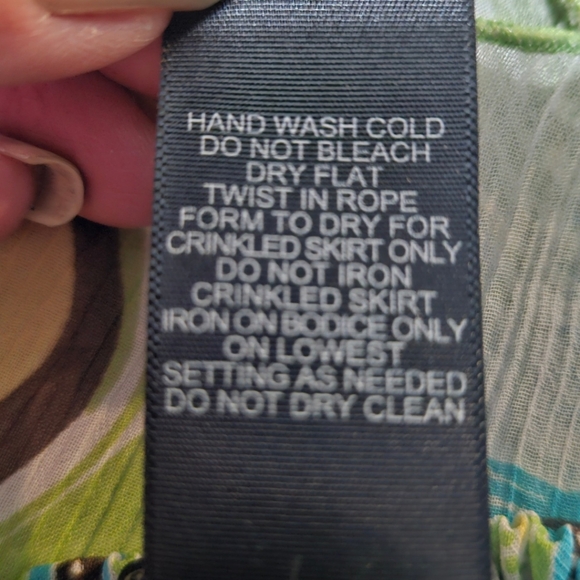 HAND WASH COLD
DO NOT BLEACH
DRY FLAT
TWIST IN ROPE
FORM TO DRY FOR
CRINKLED SKIRT ONLY
DO NOT IRON
CRINKLED SKIRT
IRON ON BODICE ONLY
ON LOWEST
SETTING AS NEEDED
DO NOT DRY CLEAN